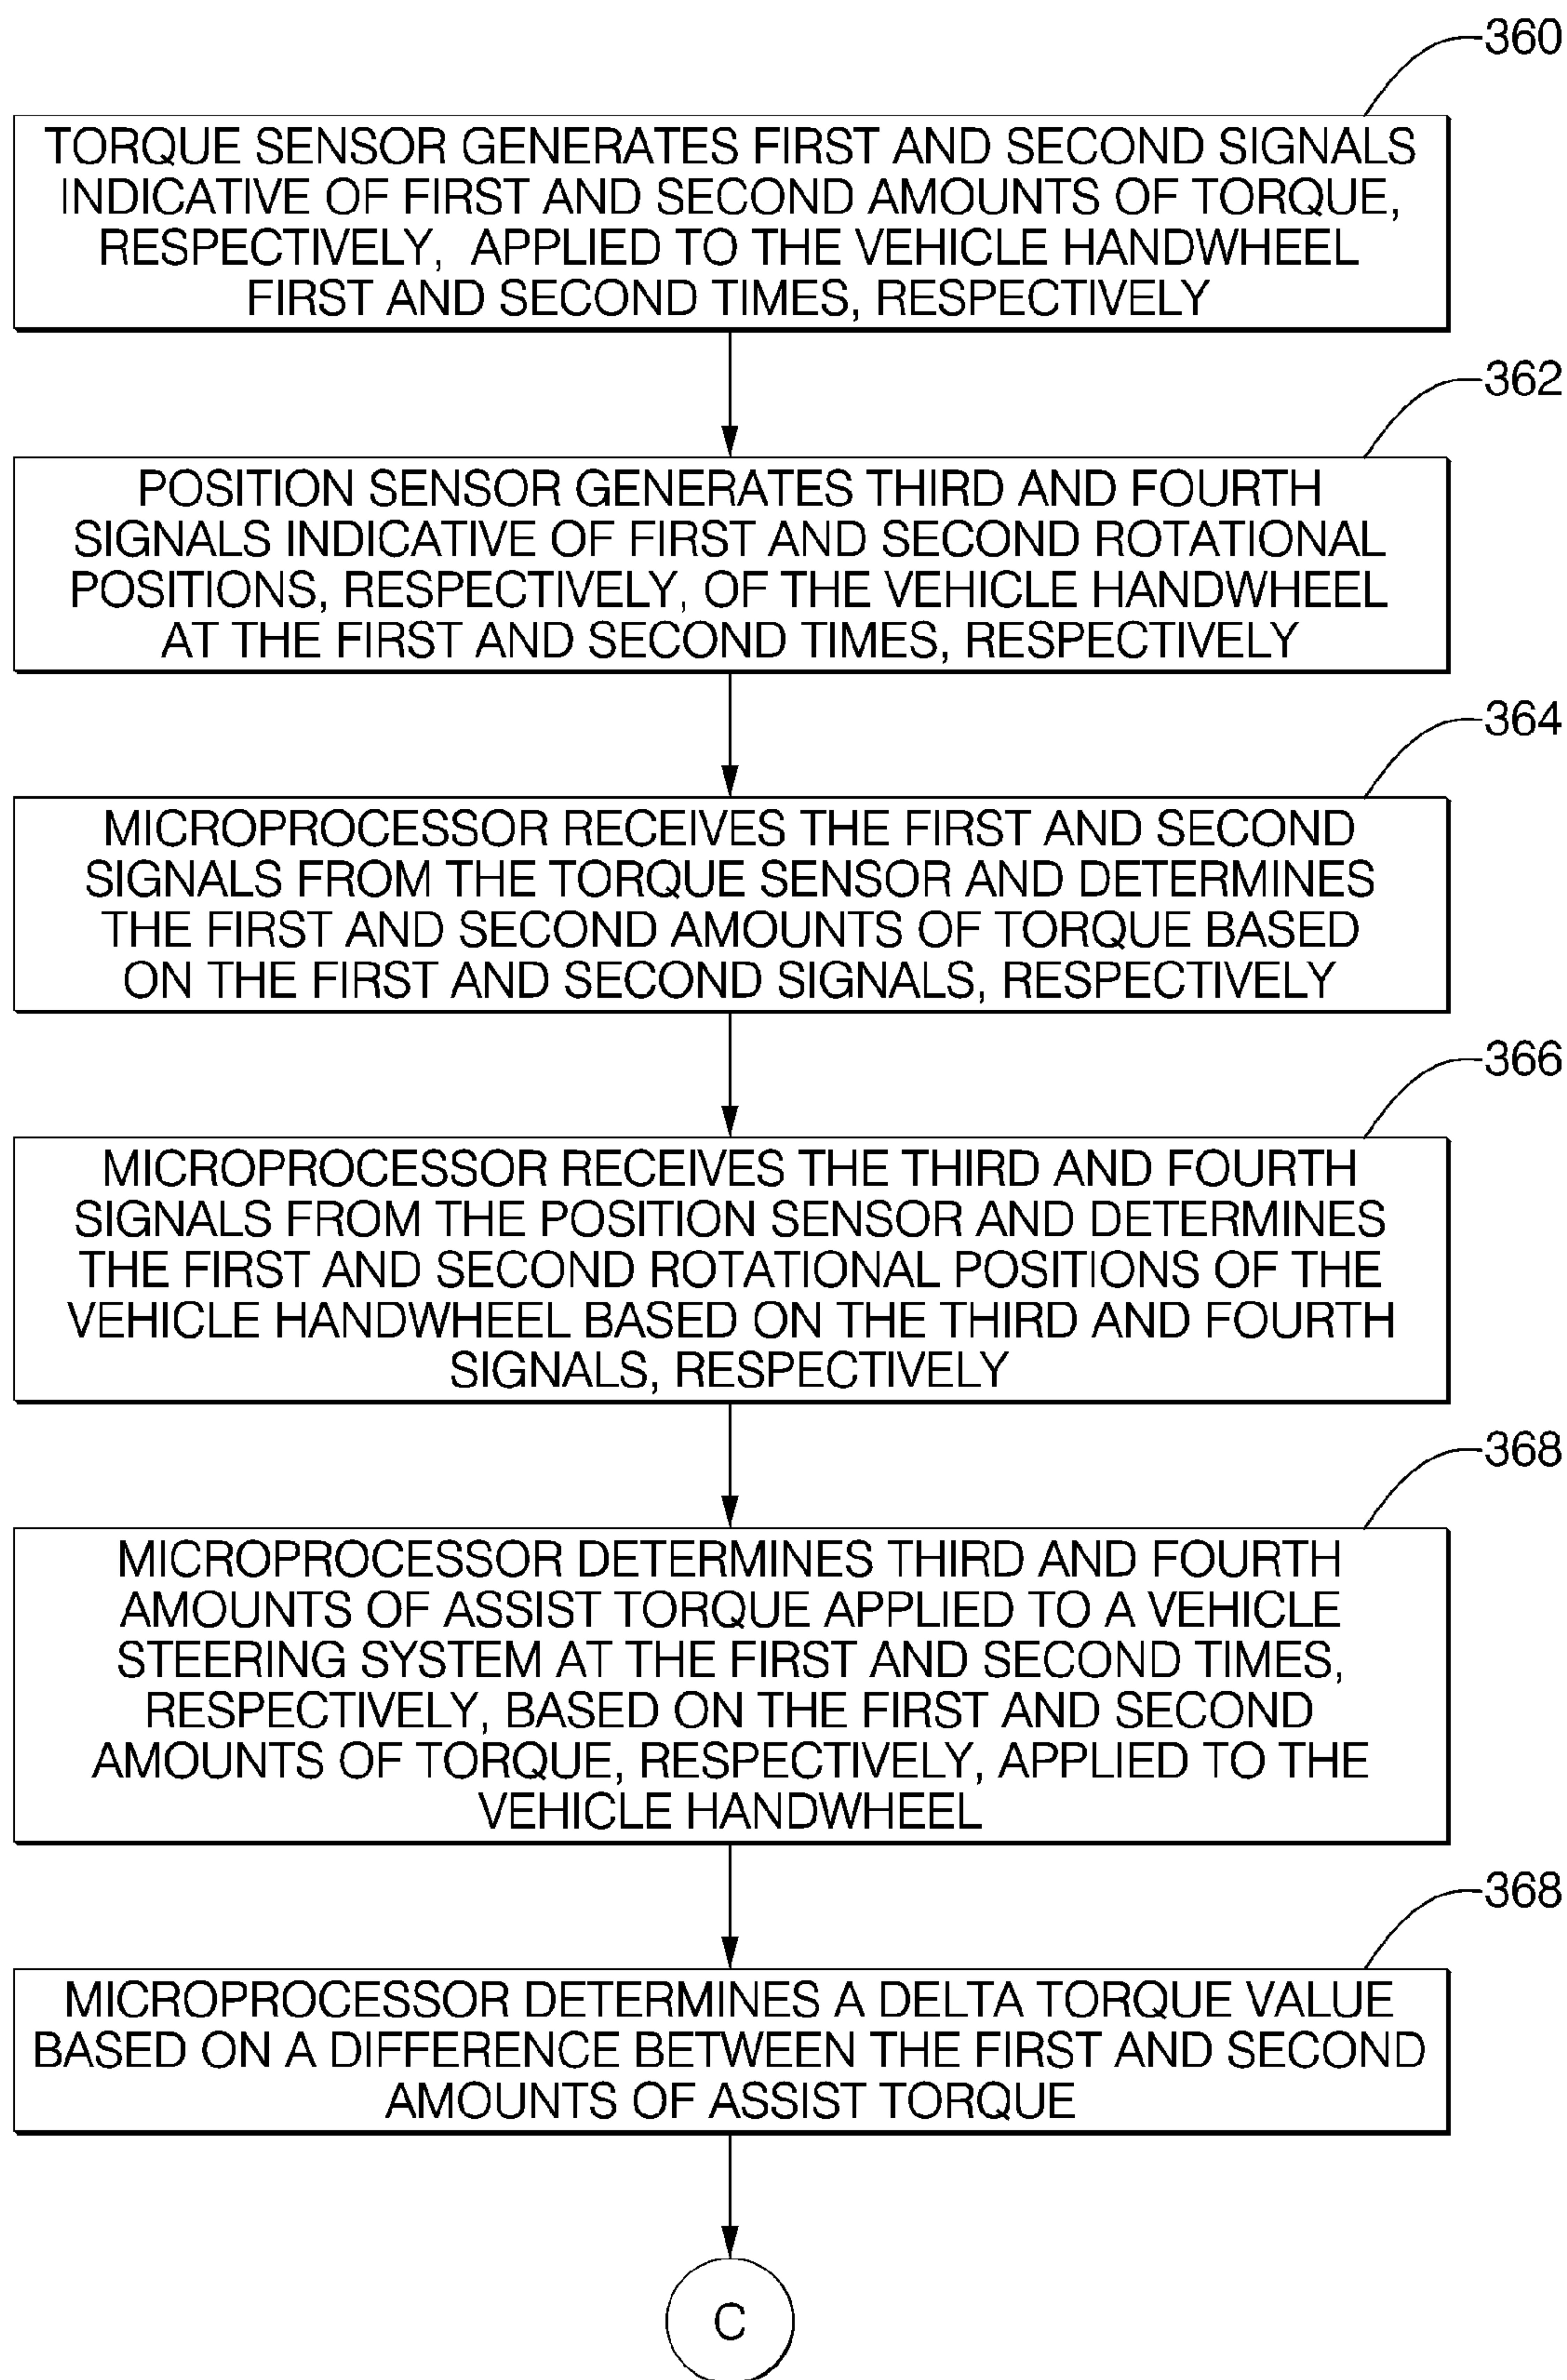 360
TORQUE SENSOR GENERATES FIRST AND SECOND SIGNALS
INDICATIVE OF FIRST AND SECOND AMOUNTS OF TORQUE,
RESPECTIVELY, APPLIED TO THE VEHICLE HANDWHEEL
FIRST AND SECOND TIMES, RESPECTIVELY
362
POSITION SENSOR GENERATES THIRD AND FOURTH
SIGNALS INDICATIVE OF FIRST AND SECOND ROTATIONAL
POSITIONS, RESPECTIVELY, OF THE VEHICLE HANDWHEEL
AT THE FIRST AND SECOND TIMES, RESPECTIVELY
364
MICROPROCESSOR RECEIVES THE FIRST AND SECOND
SIGNALS FROM THE TORQUE SENSOR AND DETERMINES
THE FIRST AND SECOND AMOUNTS OF TORQUE BASED
ON THE FIRST AND SECOND SIGNALS, RESPECTIVELY
366
MICROPROCESSOR RECEIVES THE THIRD AND FOURTH
SIGNALS FROM THE POSITION SENSOR AND DETERMINES
THE FIRST AND SECOND ROTATIONAL POSITIONS OF THE
VEHICLE HANDWHEEL BASED ON THE THIRD AND FOURTH
SIGNALS, RESPECTIVELY
368
MICROPROCESSOR DETERMINES THIRD AND FOURTH
AMOUNTS OF ASSIST TORQUE APPLIED TO A VEHICLE
STEERING SYSTEM AT THE FIRST AND SECOND TIMES,
RESPECTIVELY, BASED ON THE FIRST AND SECOND
AMOUNTS OF TORQUE, RESPECTIVELY, APPLIED TO THE
VEHICLE HANDWHEEL
368
MICROPROCESSOR DETERMINES A DELTA TORQUE VALUE
BASED ON A DIFFERENCE BETWEEN THE FIRST AND SECOND
AMOUNTS OF ASSIST TORQUE
C